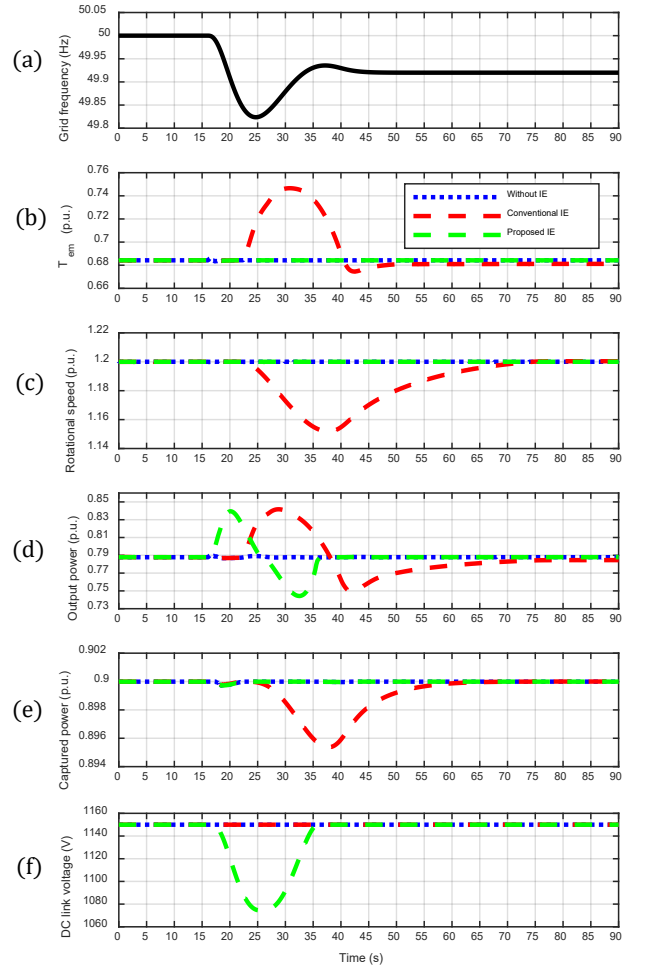 (a)
Grid frequency (Hz)
50.05
50
49.9
49.85
49.8
0 5 10 15 20 25 30 35 40 45 50 55 60 65 70 75 80 85 90
(b)
T em (p.u.)
0.76
0.74
0.72
0.7
0.68
0.66
Without IE
Conventional IE
Proposed IE
0 5 10 15 20 25 30 35 40 45 50 55 60 65 70 75 80 85 90
(c)
Rotational speed (p.u.)
1.22
1.20
1.18
1.16
1.14
0 5 10 15 20 25 30 35 40 45 50 55 60 65 70 75 80 85 90
(d)
Output power (p.u.)
0.85
0.83
0.81
0.79
0.77
0.75
0.73
0 5 10 15 20 25 30 35 40 45 50 55 60 65 70 75 80 85 90
(e)
Captured power (p.u.)
0.902
0.9
0.898
0.896
0.894
0 5 10 15 20 25 30 35 40 45 50 55 60 65 70 75 80 85 90
(f)
DC link voltage (V)
1160
1140
1120
1100
1080
1060
0 5 10 15 20 25 30 35 40 45 50 55 60 65 70 75 80 85 90
Time (s)